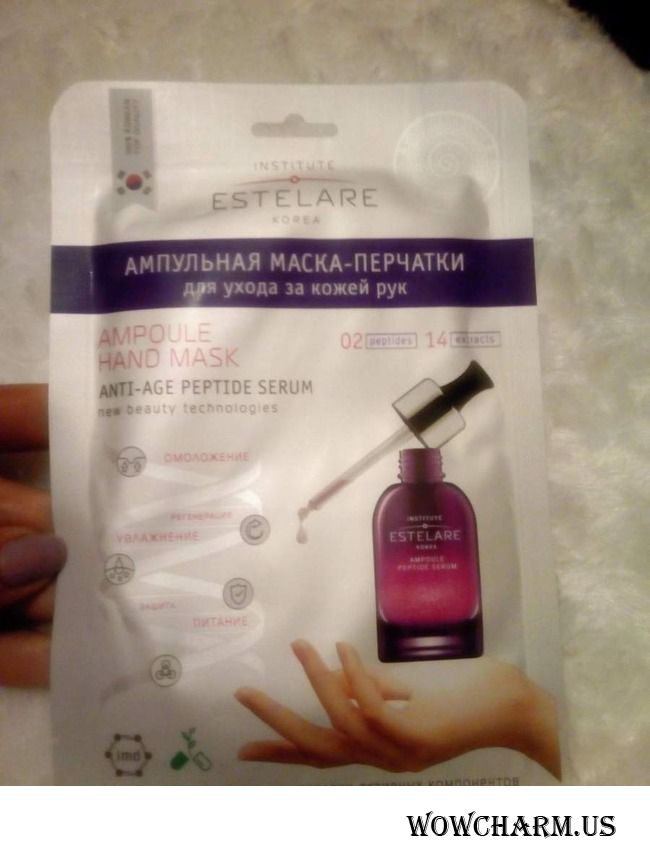 INSTITUTE
ESTELARE
KOREA
АМПУЛЬНАЯ МАСКА-ПЕРЧАТКИ
для ухода за кожей рук
AMPOULE
HAND MASK
02 peptides 14 extracts
ANTI-AGE PEPTIDE SERUM
new beauty technologies
ОМОЛОЖЕНИЕ
РЕГЕНЕРАЦИЯ
УВЛАЖНЕНИЕ
ЗАЩИТА
ПИТАНИЕ
INSTITUTE
ESTELARE
KOREA
AMPOULE
PEPTIDE SERUM
imd
активных компонентов
WOWCHARM.US